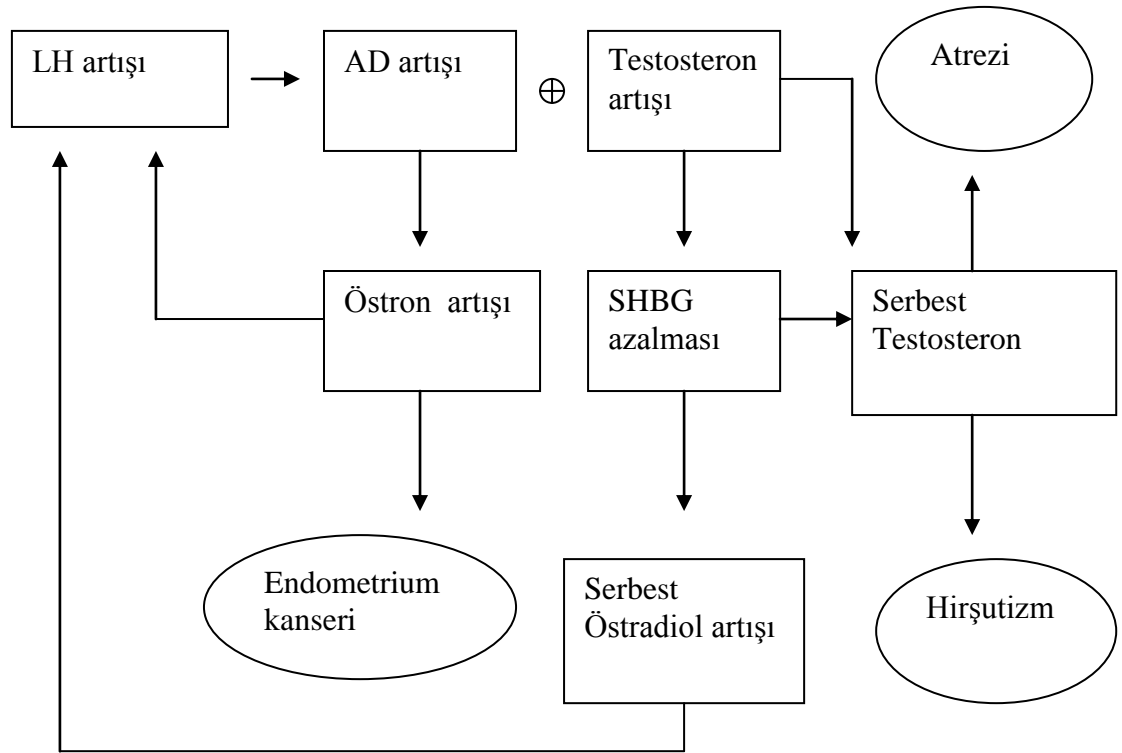 LH artışı
AD artışı
⊕
Testosteron
artışı
Atrezi
Östron artışı
SHBG
azalması
Serbest
Testosteron
Endometrium
kanseri
Serbest
Östradiol artışı
Hirşutizm